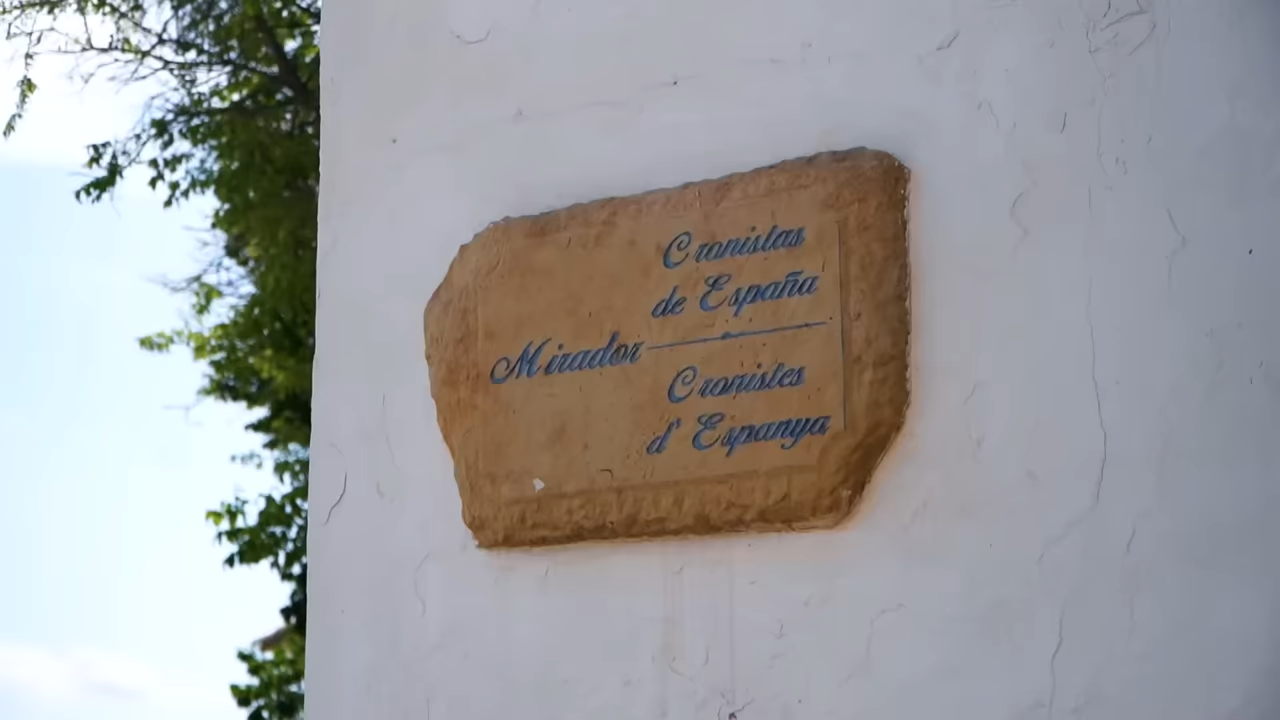 Cronistas
de España
Mirador
Cronistes
d' Espanya